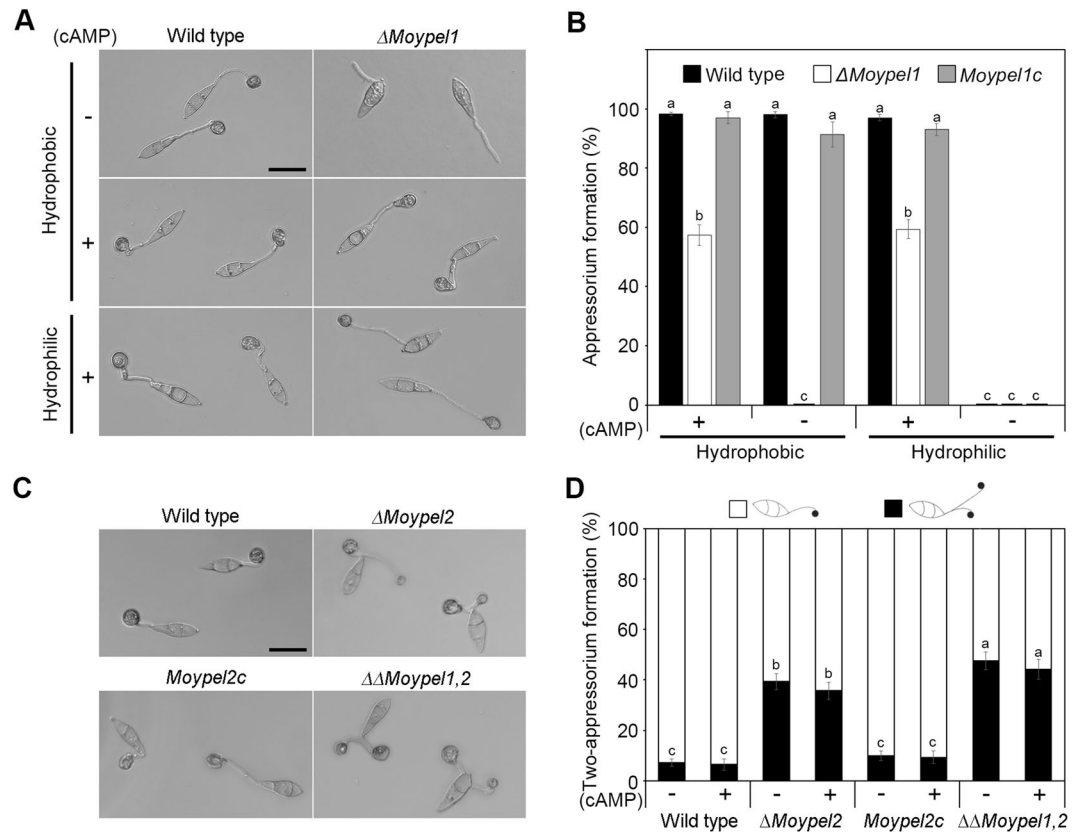 A
(cAMP) Wild type ΔMoypel1
Hydrophobic
-
+
Hydrophilic
+
B
Wild type ΔMoypel1 Moypel1c
Appressorium formation (%)
100
80
60
40
20
0
a a a a a a
b b
c c c c
(cAMP) + - + -
Hydrophobic Hydrophilic
C
Wild type ΔMoypel2
Moypel2c ΔΔMoypel1,2
D
Two-appressorium formation (%)
100
80
60
40
20
0
c c b b c c a a
(cAMP) - + - + - + - +
Wild type ΔMoypel2 Moypel2c ΔΔMoypel1,2